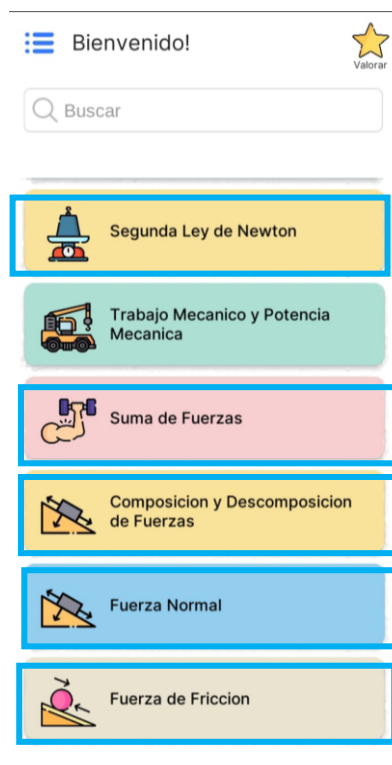 Bienvenido!
Valorar
Buscar
Segunda Ley de Newton
Trabajo Mecanico y Potencia
Mecanica
Suma de Fuerzas
Composicion y Descomposicion
de Fuerzas
Fuerza Normal
Fuerza de Friccion